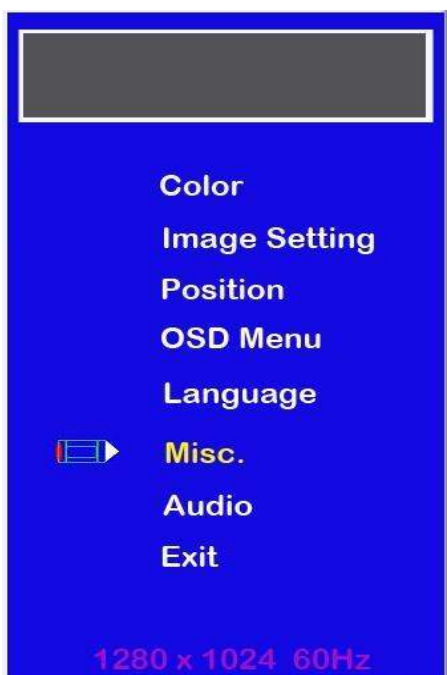 Color
Image Setting
Position
OSD Menu
Language
Misc.
Audio
Exit
1280 x 1024 60Hz